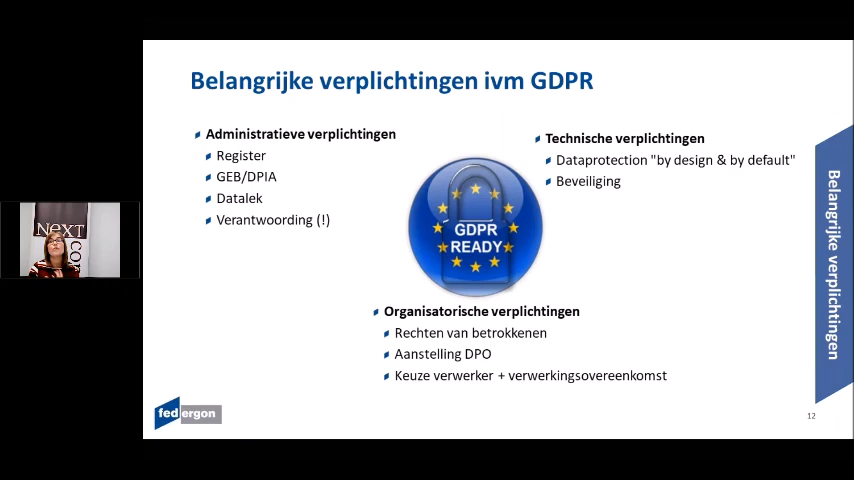 Belangrijke verplichtingen ivm GDPR
Administratieve verplichtingen
Register
GEB/DPIA
Datalek
Verantwoording (!)
Technische verplichtingen
Dataprotection "by design & by default"
Beveiliging
GDPR
READY
Organisatorische verplichtingen
Rechten van betrokkenen
Aanstelling DPO
Keuze verwerker + verwerkingsovereenkomst
Belangrijke verplichtingen
federgon
12
NEXT
CON